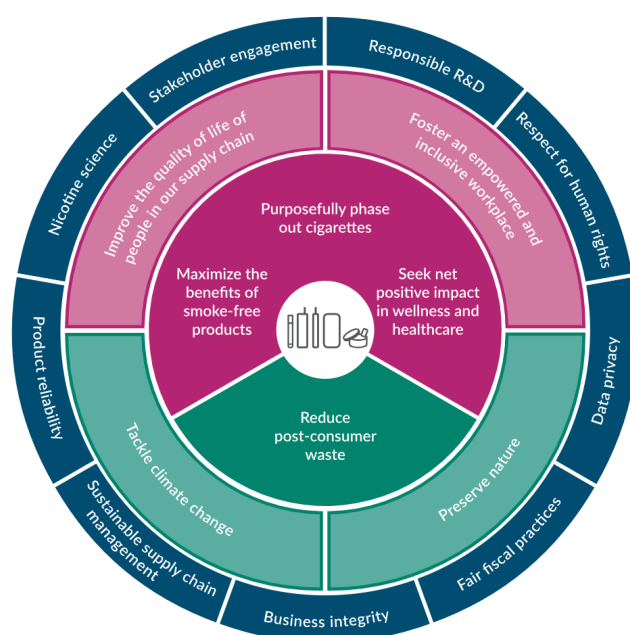 Stakeholder engagement
Responsible R&D
Respect for human rights
Data privacy
Fair fiscal practices
Business integrity
Sustainable supply chain
management
Product reliability
Nicotine science
Improve the quality of life of
people in our supply chain
Foster an empowered and
inclusive workplace
Preserve nature
Tackle climate change
Purposefully phase
out cigarettes
Maximize the
benefits of
smoke-free
products
Seek net
positive impact
in wellness and
healthcare
Reduce
post-consumer
waste